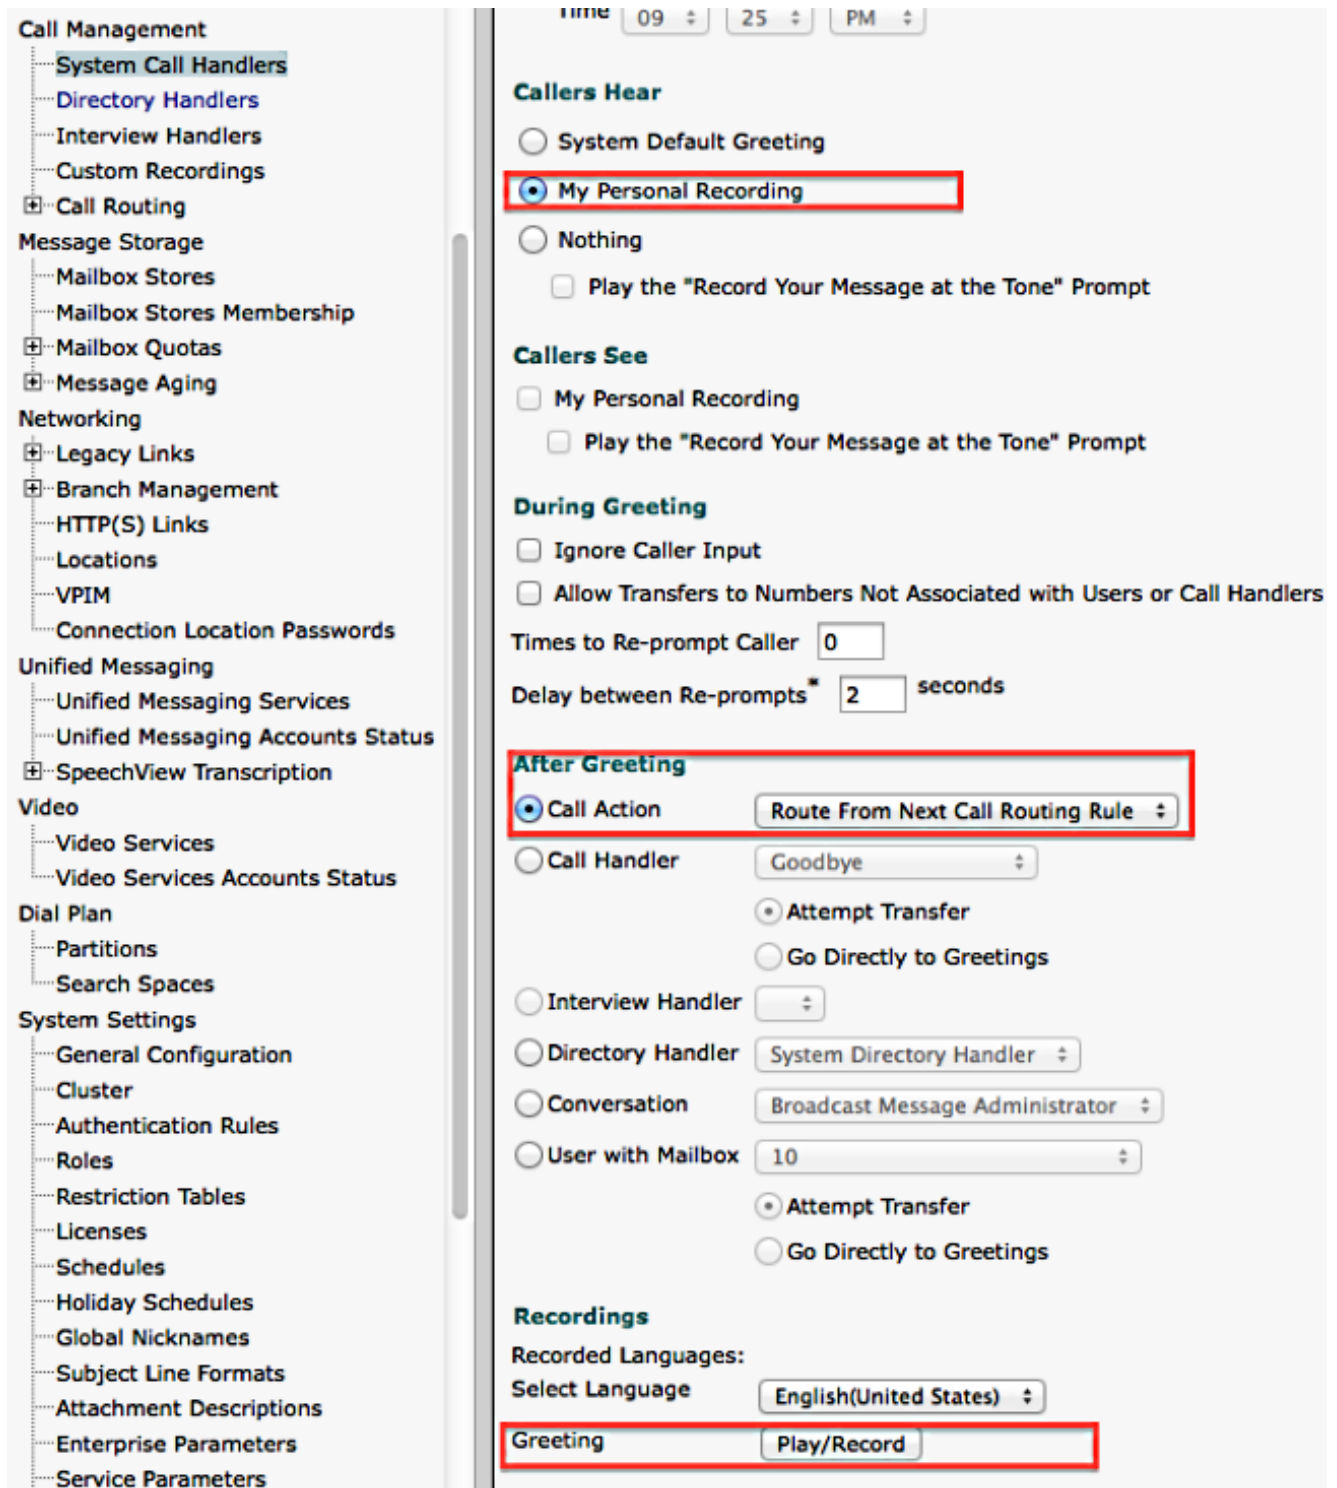 Call Management
System Call Handlers
Directory Handlers
Interview Handlers
Custom Recordings
Call Routing
Message Storage
Mailbox Stores
Mailbox Stores Membership
Mailbox Quotas
Message Aging
Networking
Legacy Links
Branch Management
HTTP(S) Links
Locations
VPIM
Connection Location Passwords
Unified Messaging
Unified Messaging Services
Unified Messaging Accounts Status
SpeechView Transcription
Video
Video Services
Video Services Accounts Status
Dial Plan
Partitions
Search Spaces
System Settings
General Configuration
Cluster
Authentication Rules
Roles
Restriction Tables
Licenses
Schedules
Holiday Schedules
Global Nicknames
Subject Line Formats
Attachment Descriptions
Enterprise Parameters
Service Parameters
Time 09 25 PM
Callers Hear
System Default Greeting
My Personal Recording
Nothing
Play the "Record Your Message at the Tone" Prompt
Callers See
My Personal Recording
Play the "Record Your Message at the Tone" Prompt
During Greeting
Ignore Caller Input
Allow Transfers to Numbers Not Associated with Users or Call Handlers
Times to Re-prompt Caller 0
Delay between Re-prompts* 2 seconds
After Greeting
Call Action Route From Next Call Routing Rule
Call Handler Goodbye
Attempt Transfer
Go Directly to Greetings
Interview Handler
Directory Handler System Directory Handler
Conversation Broadcast Message Administrator
User with Mailbox 10
Attempt Transfer
Go Directly to Greetings
Recordings
Recorded Languages:
Select Language English(United States)
Greeting Play/Record